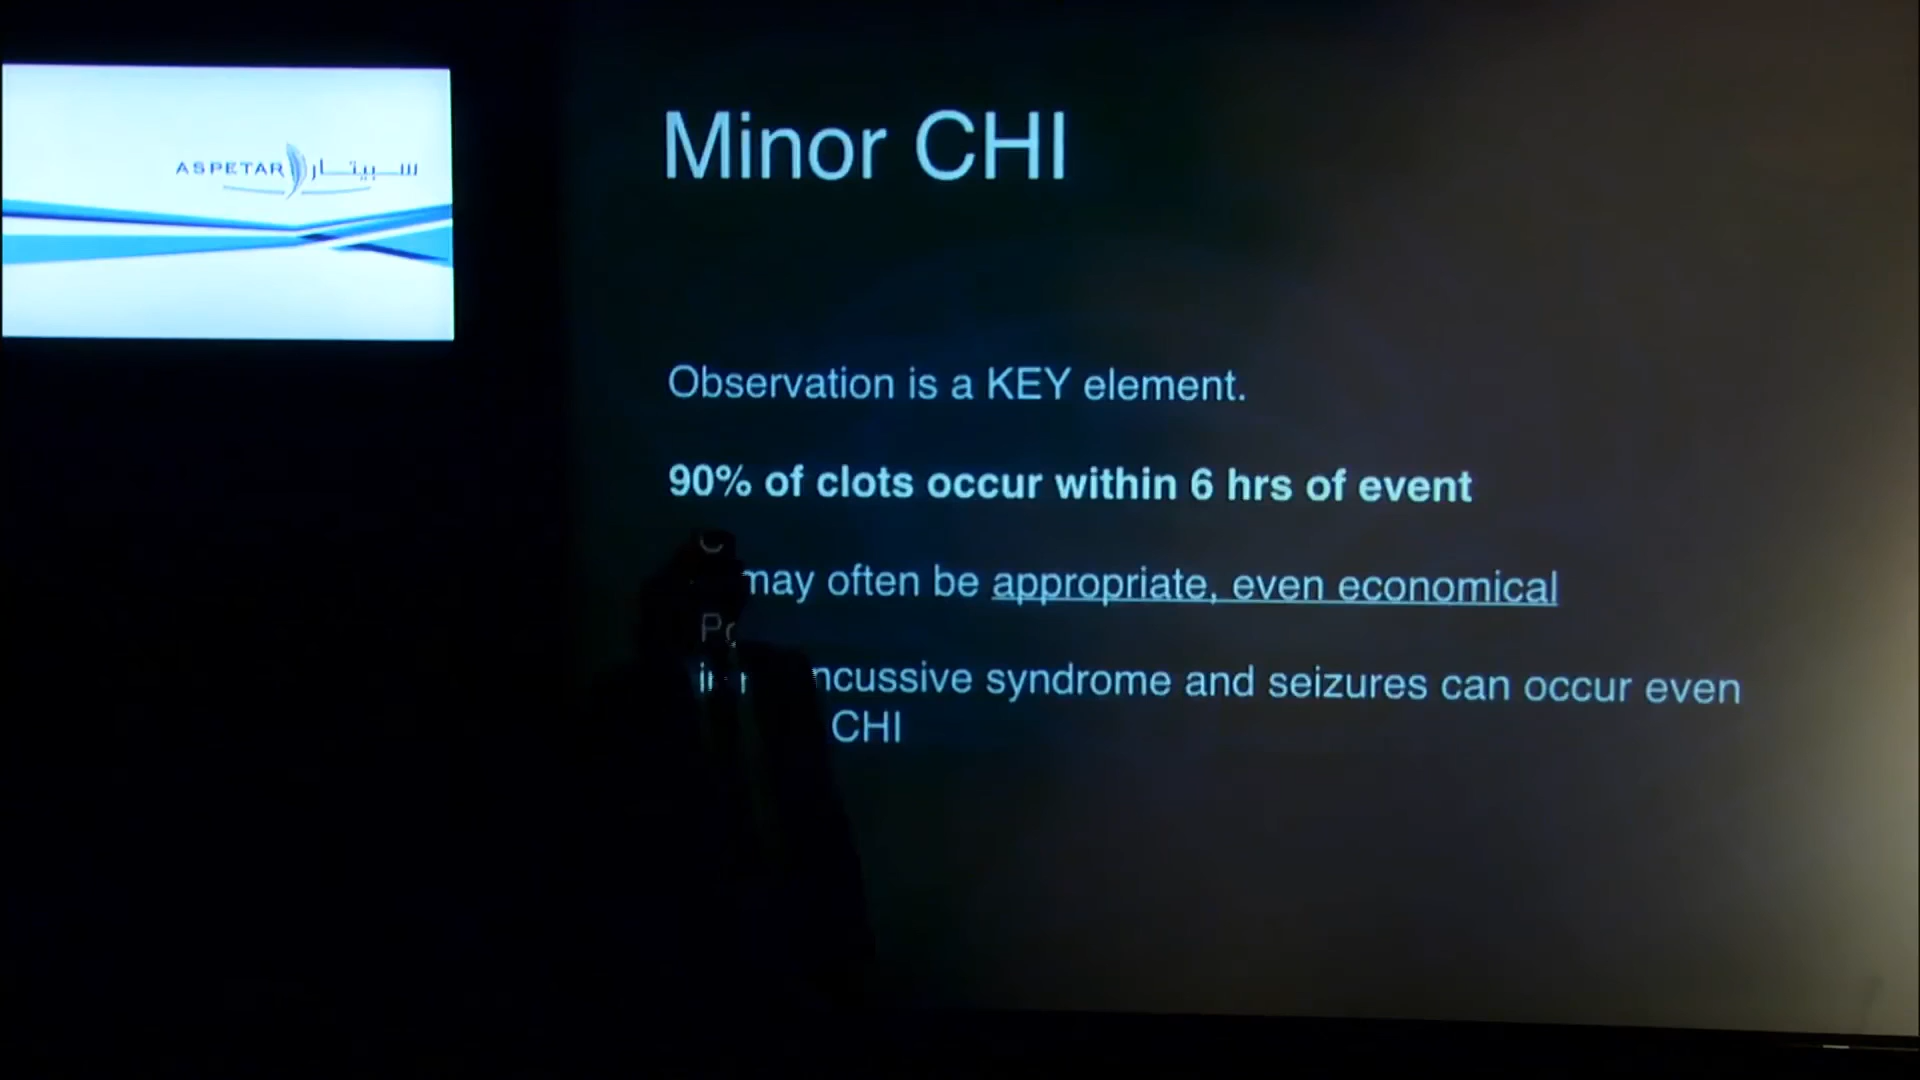 ASPETAR سبيتار
Minor CHI
Observation is a KEY element.
90% of clots occur within 6 hrs of event
may often be appropriate, even economical
syndrome and seizures can occur even
CHI